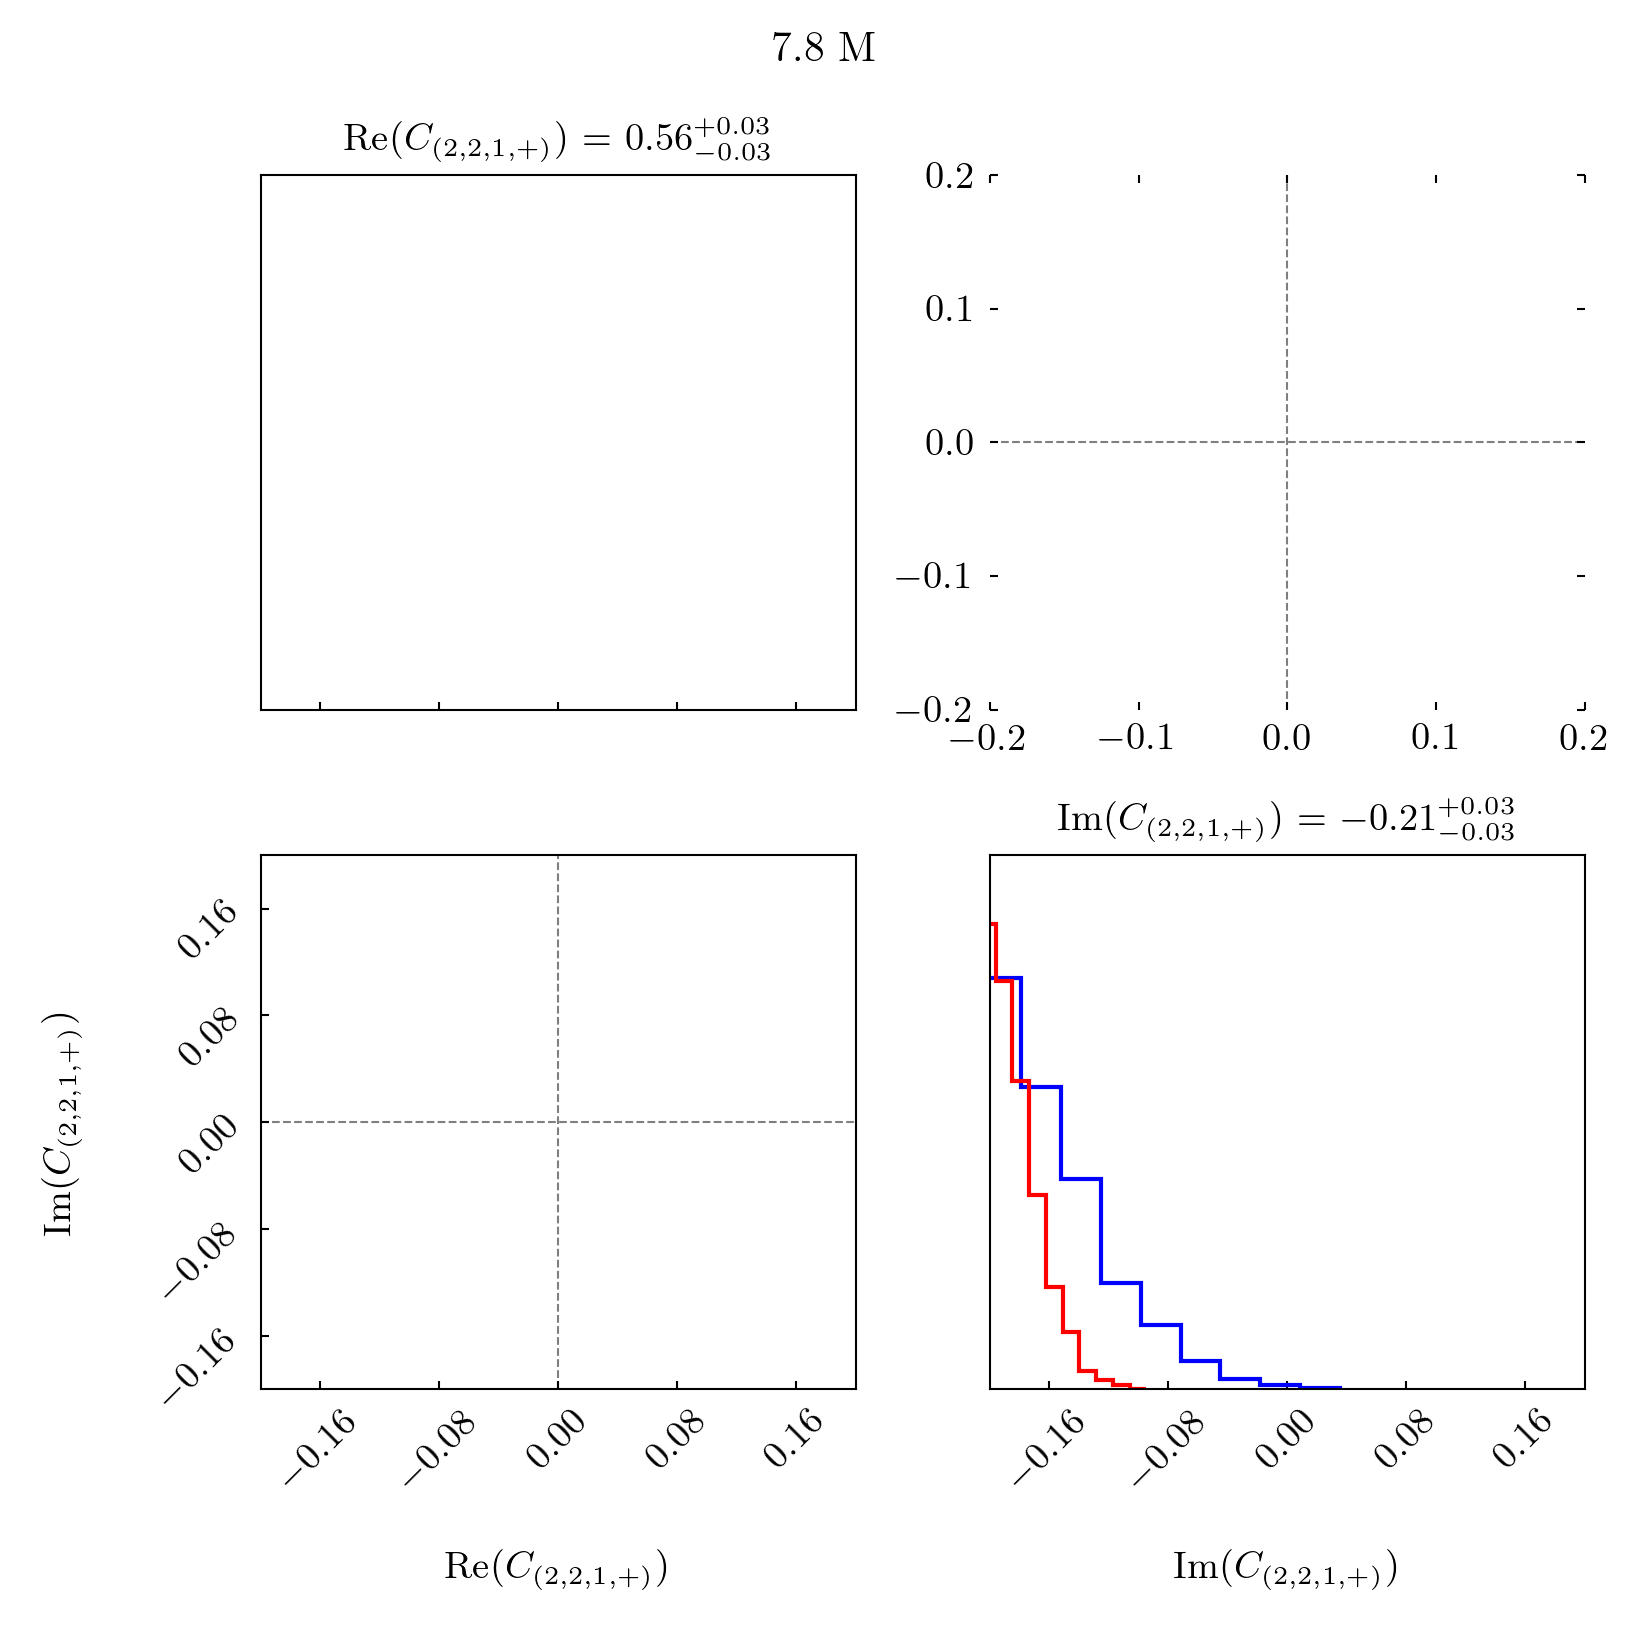 7.8 M
Re(C(2,2,1,+)) = 0.56+0.03 −0.03
0.2
0.1
0.0
−0.1
−0.2
−0.2 −0.1 0.0 0.1 0.2
Im(C(2,2,1,+)) = −0.21+0.03 −0.03
Im(C(2,2,1,+))
0.16
0.08
0.00
−0.08
−0.16
−0.16 −0.08 0.00 0.08 0.16
−0.16 −0.08 0.00 0.08 0.16
Re(C(2,2,1,+))
Im(C(2,2,1,+))